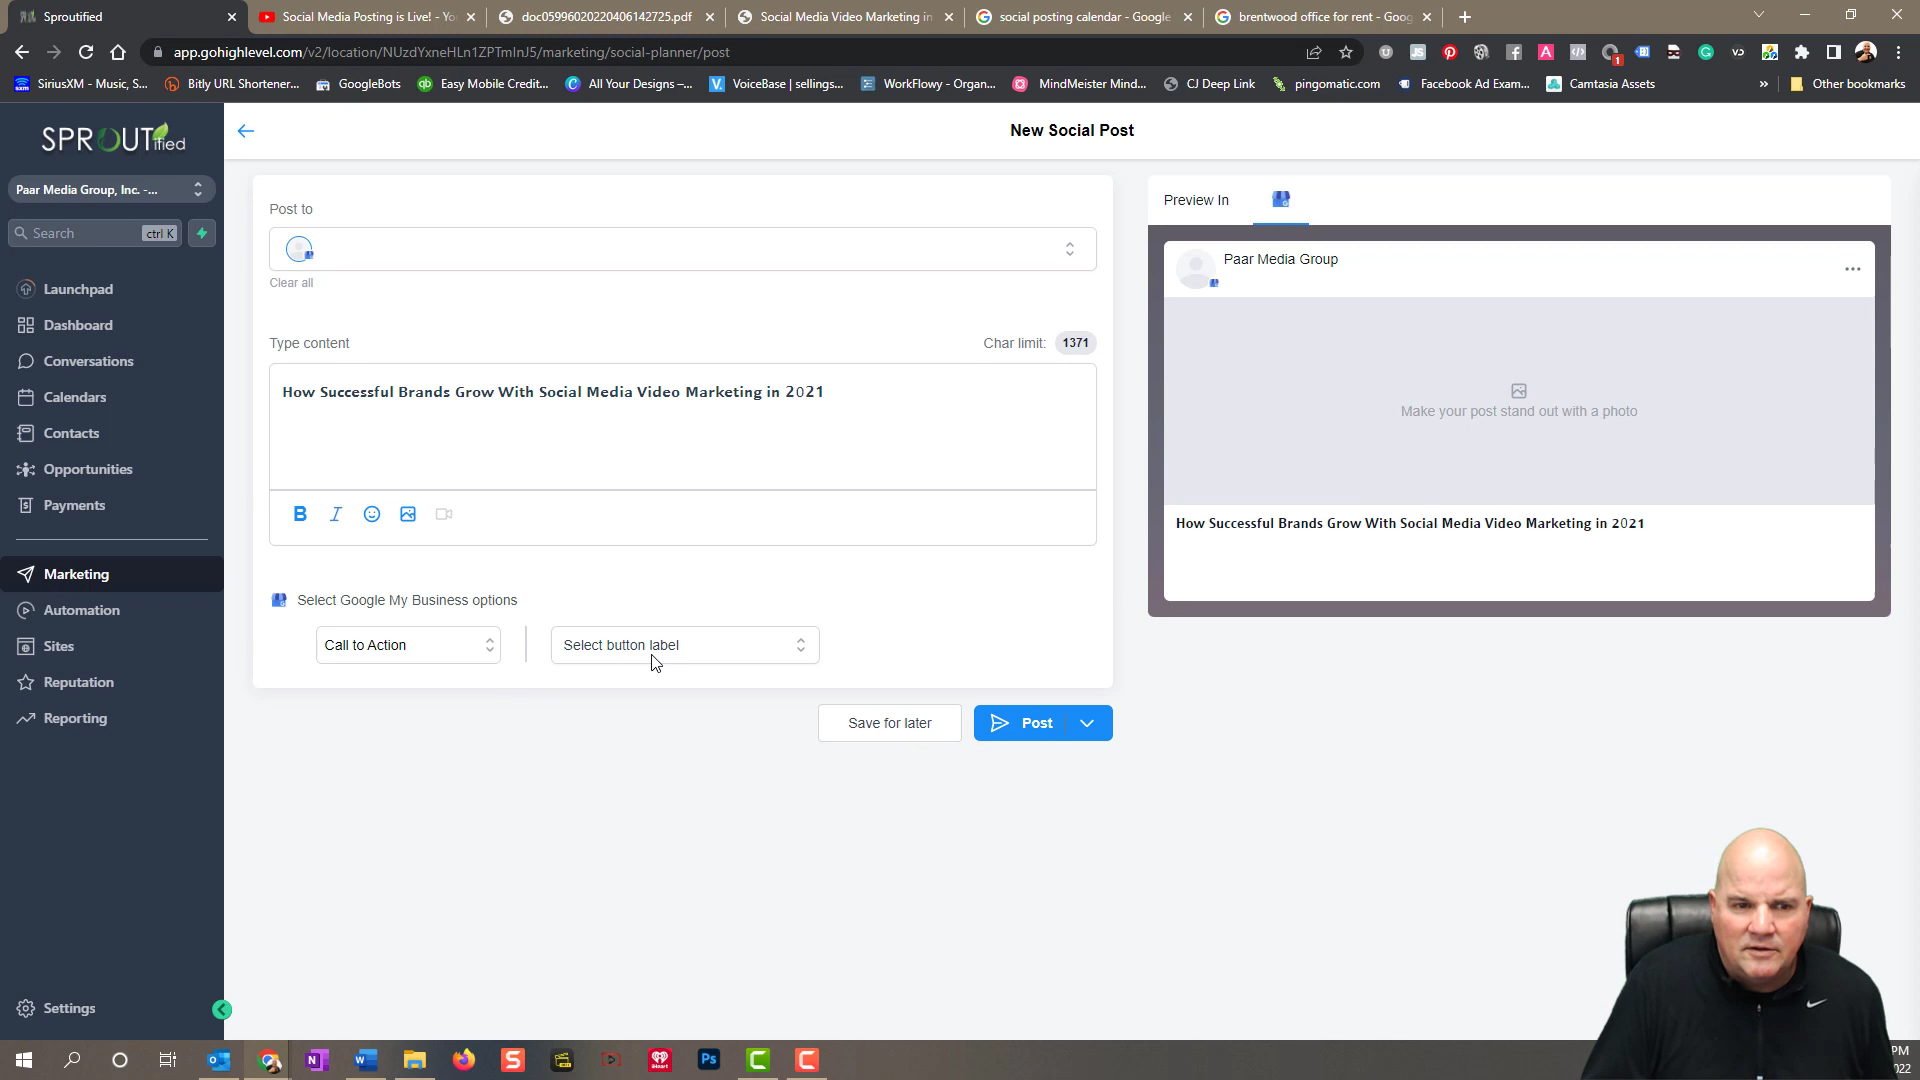 Sproutified
Social Media Posting is Live! - Yo
doc05996020220406142725.pdf
Social Media Video Marketing in
social posting calendar - Google
brentwood office for rent - Goog
app.gohighlevel.com/v2/location/NUzdYxneHLn1ZPTmInJ5/marketing/social-planner/post
SiriusXM - Music, S...
Bitly URL Shortener...
GoogleBots
Easy Mobile Credit...
All Your Designs –...
VoiceBase | sellings...
WorkFlowy - Organ...
MindMeister Mind...
CJ Deep Link
pingomatic.com
Facebook Ad Exam...
Camtasia Assets
»
Other bookmarks
SPROUTified
New Social Post
Paar Media Group, Inc. -...
Search
ctrl K
Launchpad
Dashboard
Conversations
Calendars
Contacts
Opportunities
Payments
Marketing
Automation
Sites
Reputation
Reporting
Settings
Post to
Clear all
Type content
Char limit: 1371
How Successful Brands Grow With Social Media Video Marketing in 2021
B I
Select Google My Business options
Call to Action
Select button label
Save for later
Post
Preview In
Paar Media Group
Make your post stand out with a photo
How Successful Brands Grow With Social Media Video Marketing in 2021
PM
022